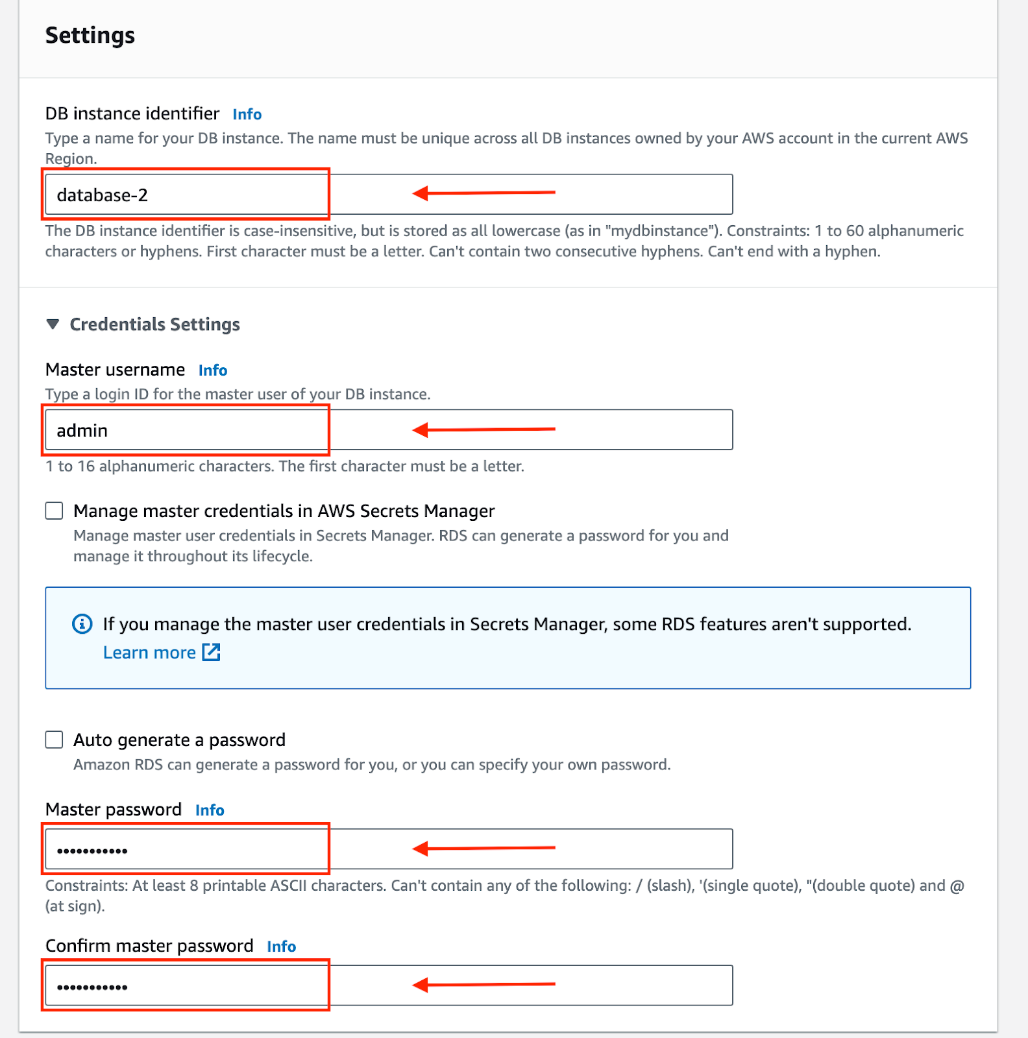 Settings
DB instance identifier Info
Type a name for your DB instance. The name must be unique across all DB instances owned by your AWS account in the current AWS
Region.
database-2
The DB instance identifier is case-insensitive, but is stored as all lowercase (as in "mydbinstance"). Constraints: 1 to 60 alphanumeric
characters or hyphens. First character must be a letter. Can't contain two consecutive hyphens. Can't end with a hyphen.
▼ Credentials Settings
Master username Info
Type a login ID for the master user of your DB instance.
admin
1 to 16 alphanumeric characters. The first character must be a letter.
Manage master credentials in AWS Secrets Manager
Manage master user credentials in Secrets Manager. RDS can generate a password for you and
manage it throughout its lifecycle.
If you manage the master user credentials in Secrets Manager, some RDS features aren't supported.
Learn more
Auto generate a password
Amazon RDS can generate a password for you, or you can specify your own password.
Master password Info
•••••••••••
Constraints: At least 8 printable ASCII characters. Can't contain any of the following: / (slash), '(single quote), "(double quote) and @
(at sign).
Confirm master password Info
•••••••••••